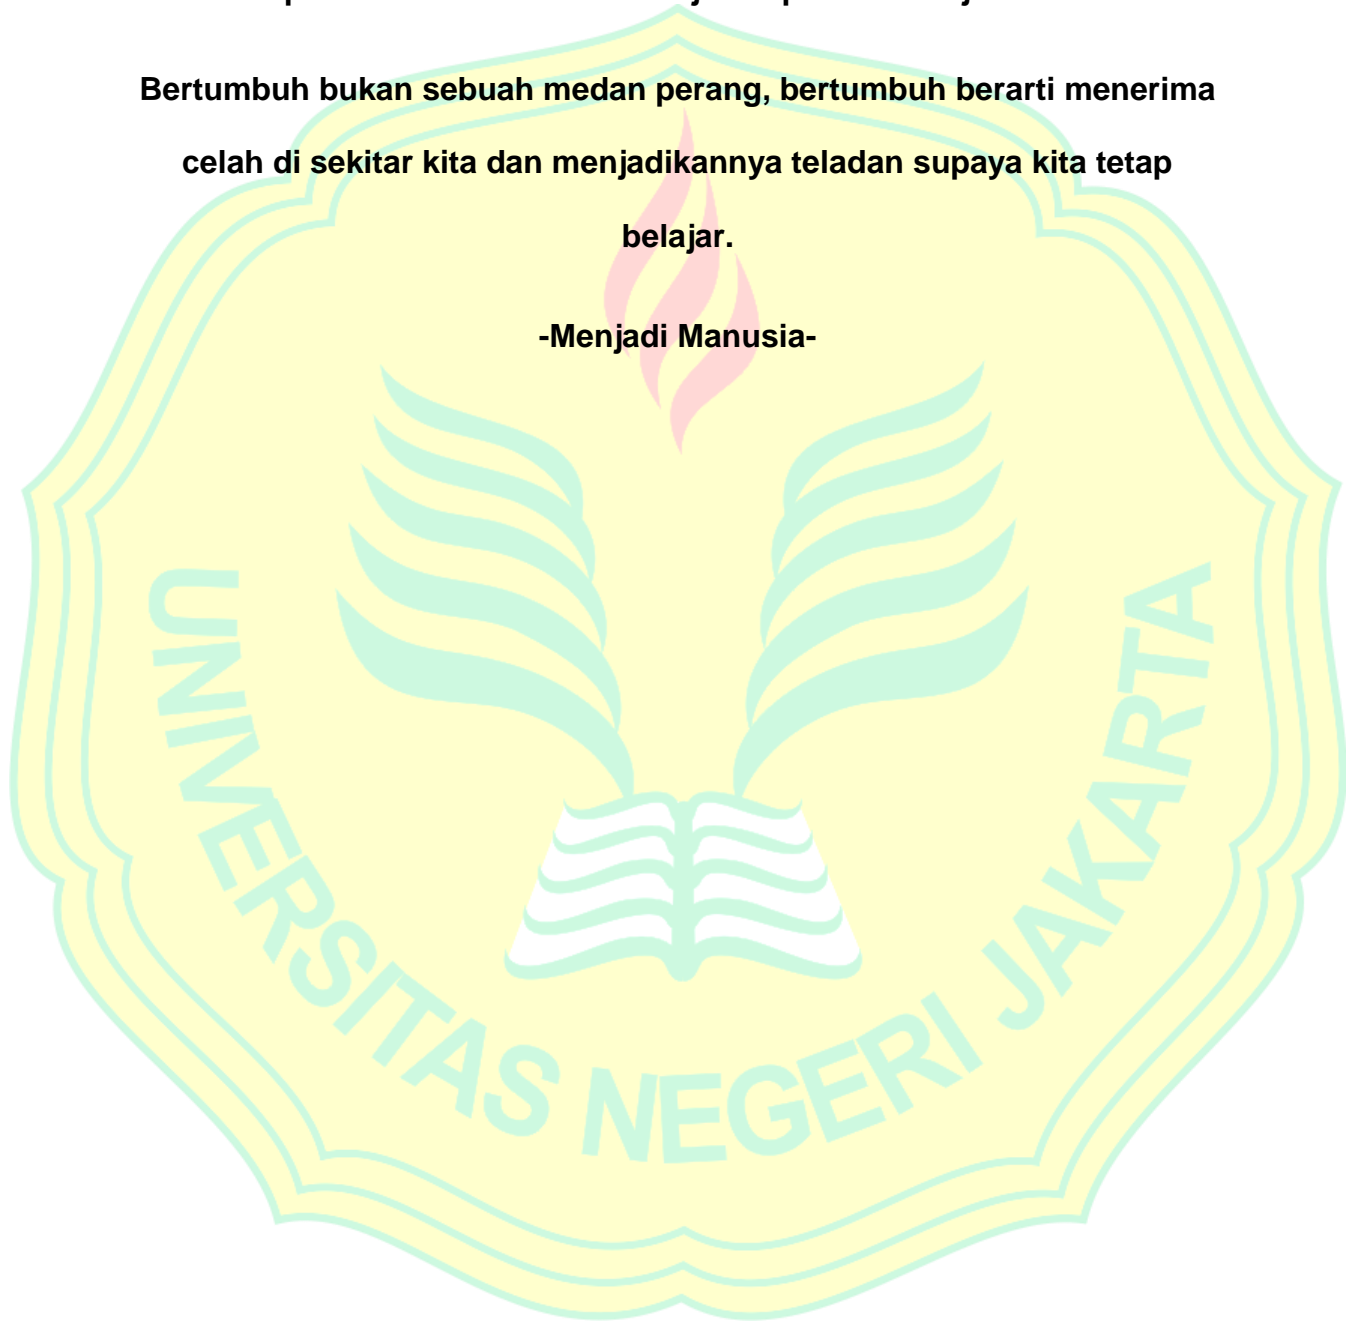 Bertumbuh bukan sebuah medan perang, bertumbuh berarti menerima
celah di sekitar kita dan menjadikannya teladan supaya kita tetap
belajar.
-Menjadi Manusia-
UNIVERSITAS NEGERI JAKARTA